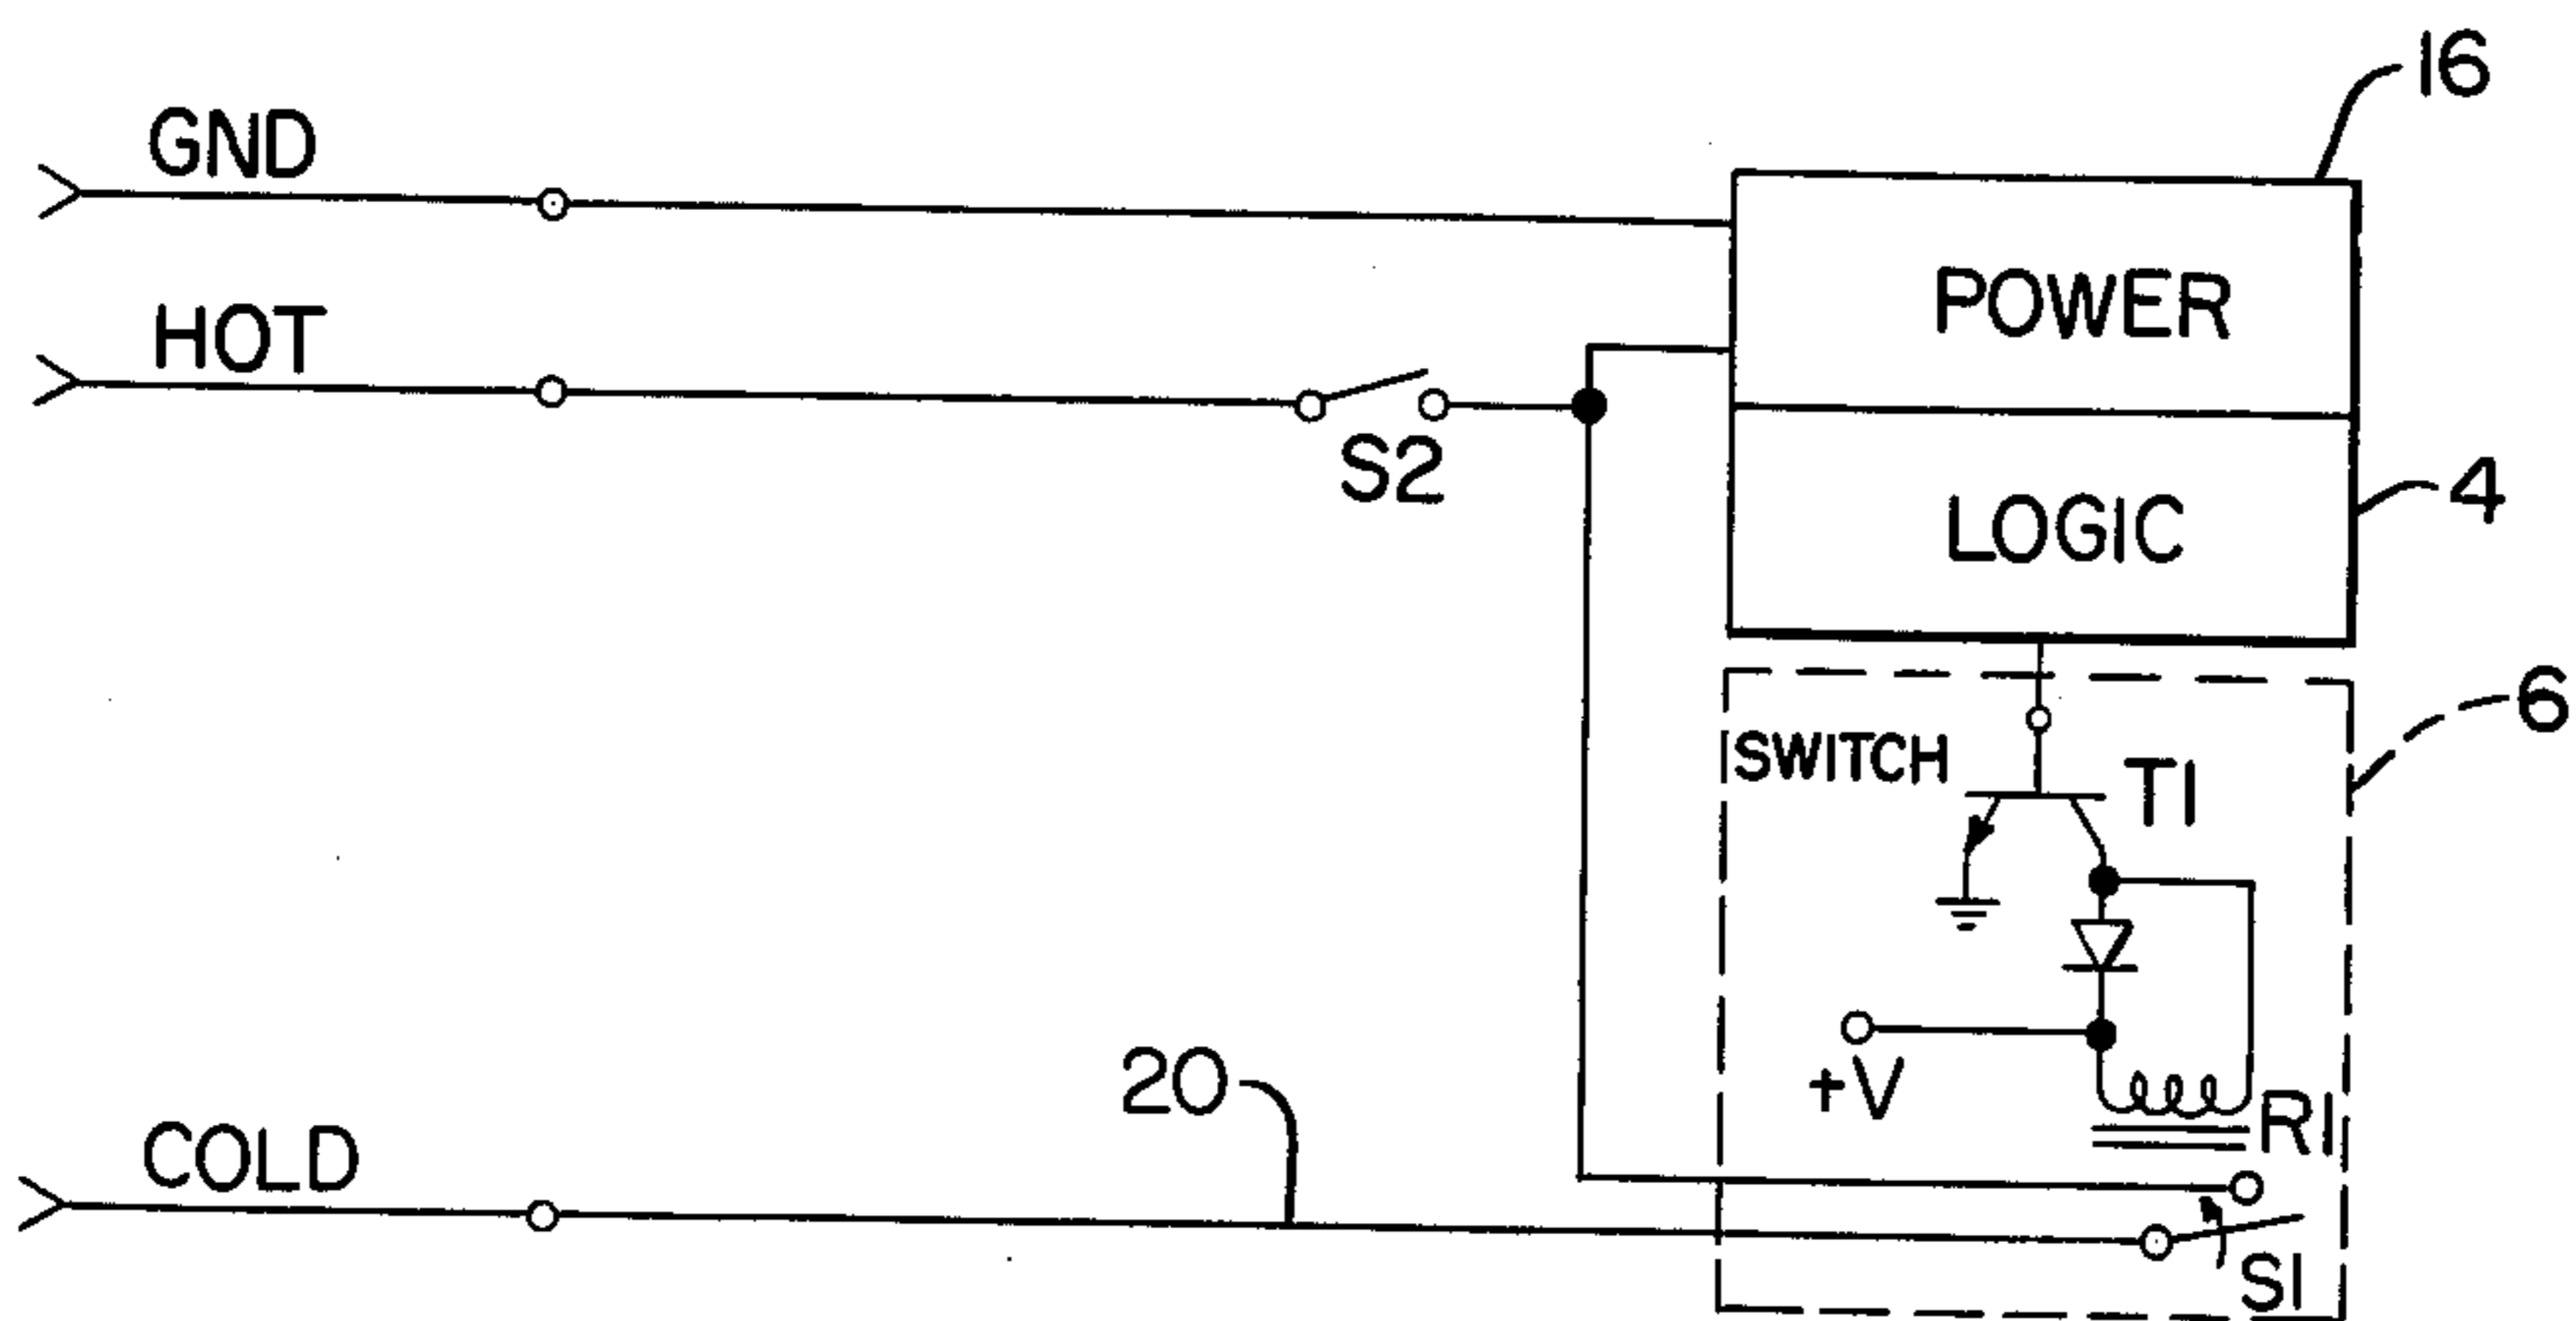 16
GND
HOT
POWER
S2
4
LOGIC
6
SWITCH
T1
20
+V
R1
COLD
S1